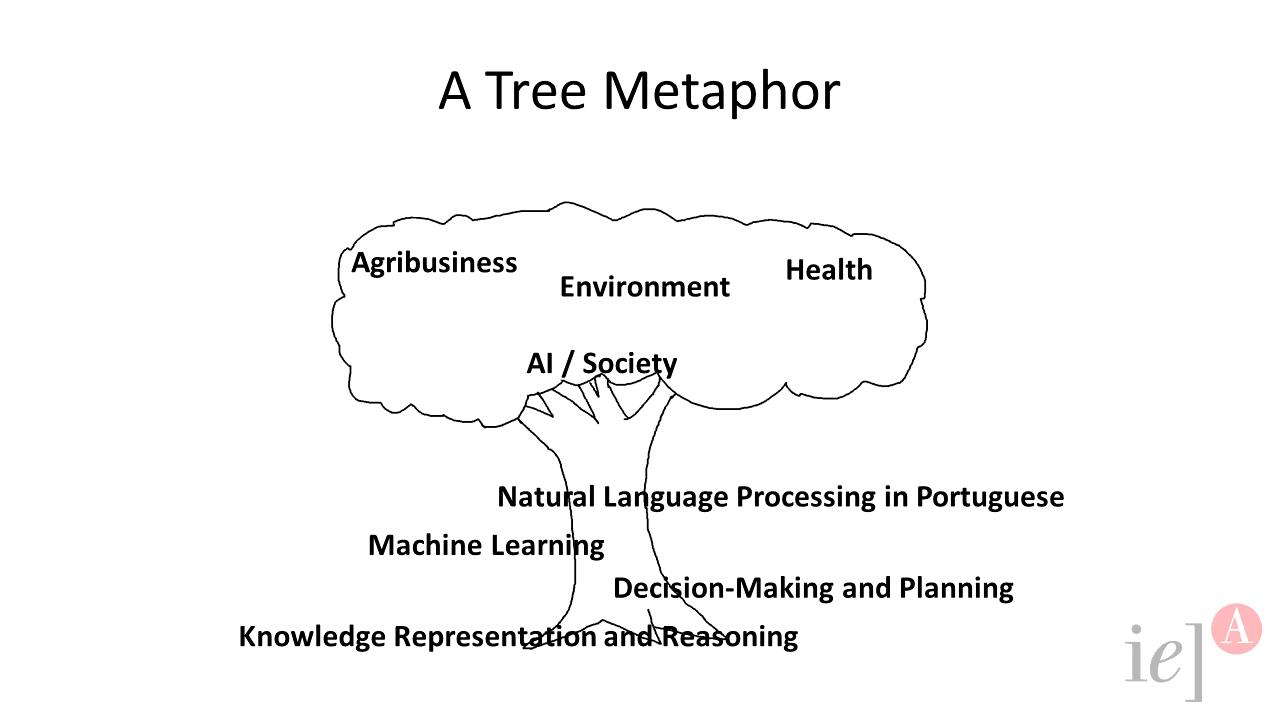 A Tree Metaphor
Agribusiness
Environment
Health
AI / Society
Natural Language Processing in Portuguese
Machine Learning
Decision-Making and Planning
Knowledge Representation and Reasoning
ie]
A